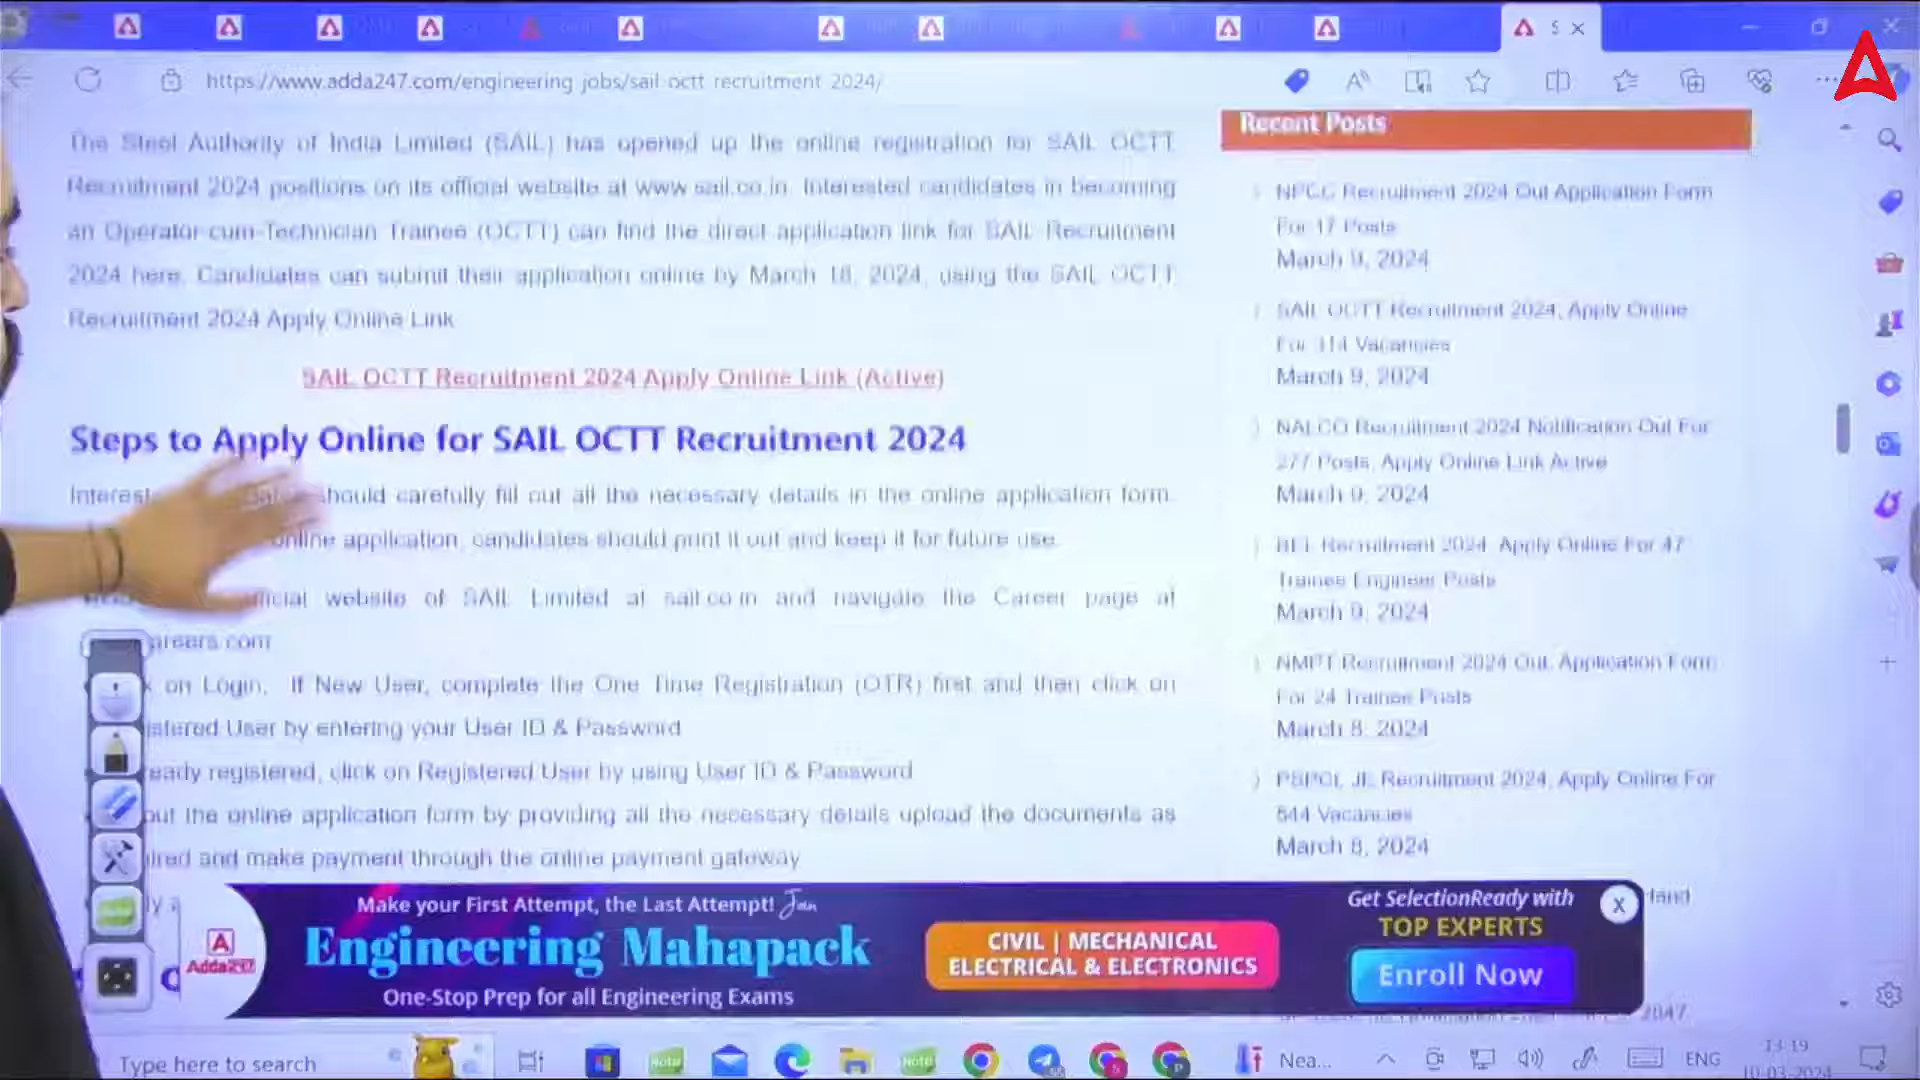 5
https://www.adda247.com/engineering jobs/sail octt recruitment 2024/
The Steel Authority of India Limited (SAIL) has opened up the online registration for SAIL OCTT
Recruitment 2024 positions on its official website at www.sail.co.in. Interested candidates in becoming
an Operator-cum-Technician Trainee (OCTT) can find the direct application link for SAIL Recruitment
2024 here. Candidates can submit their application online by March 18, 2024, using the SAIL OCTT
Recruitment 2024 Apply Online Link
SAIL OCTT Recruitment 2024 Apply Online Link (Active)
Steps to Apply Online for SAIL OCTT Recruitment 2024
Interest should carefully fill out all the necessary details in the online application form.
online application, candidates should print it out and keep it for future use.
website of SAIL Limited at sail.co.in and navigate the Career page at
areers.com
on Login. If New User, complete the One Time Registration (OTR) first and then click on
istered User by entering your User ID & Password
eady registered, click on Registered User by using User ID & Password
out the online application form by providing all the necessary details upload the documents as
ired and make payment through the online payment gateway
Recent Posts
NPCC Recruitment 2024 Out Application Form
For 17 Posts
March 9, 2024
SAIL OCTT Recruitment 2024, Apply Online
For 314 Vacancies
March 9, 2024
NALCO Recruitment 2024 Notification Out For
277 Posts, Apply Online Link Active
March 9, 2024
BEL Recruitment 2024, Apply Online For 47
Trainee Engineer Posts
March 9, 2024
NMPT Recruitment 2024 Out, Application Form
For 24 Trainee Posts
March 8, 2024
PSPCL JE Recruitment 2024, Apply Online For
544 Vacancies
March 8, 2024
Adda247
Make your First Attempt, the Last Attempt!
Engineering Mahapack
One-Stop Prep for all Engineering Exams
CIVIL | MECHANICAL
ELECTRICAL & ELECTRONICS
Get SelectionReady with
TOP EXPERTS
Enroll Now
X
Type here to search
Note
Note
Nea...
ENG
13:19
10-03-2024